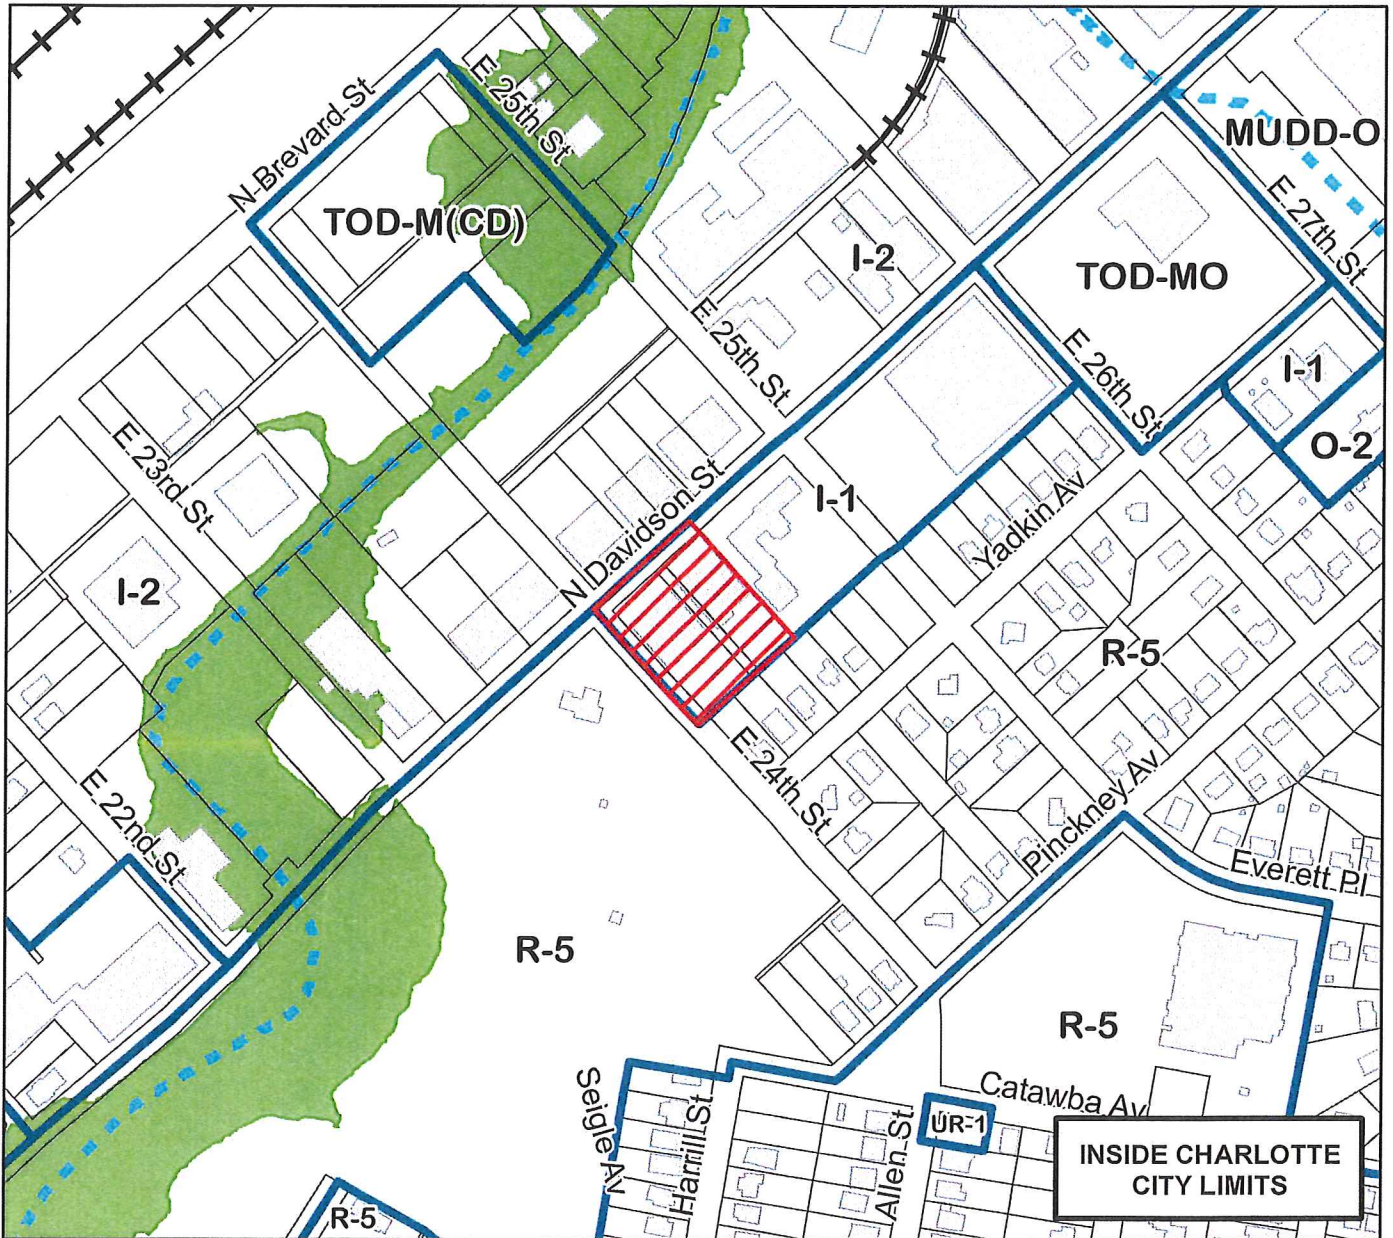 N Brevard St
E 25th St
TOD-M(CD)
MUDD-O
E 27th St
I-2
TOD-MO
E 25th St
E 26th St
I-1
O-2
E 23rd St
N Davidson St
I-1
Yadkin Av
I-2
R-5
E 24th St
E 22nd St
Pinckney Av
Everett Pl
R-5
R-5
Seigle Av
Harrill St
Allen St
Catawba Av
UR-1
INSIDE CHARLOTTE
CITY LIMITS
R-5